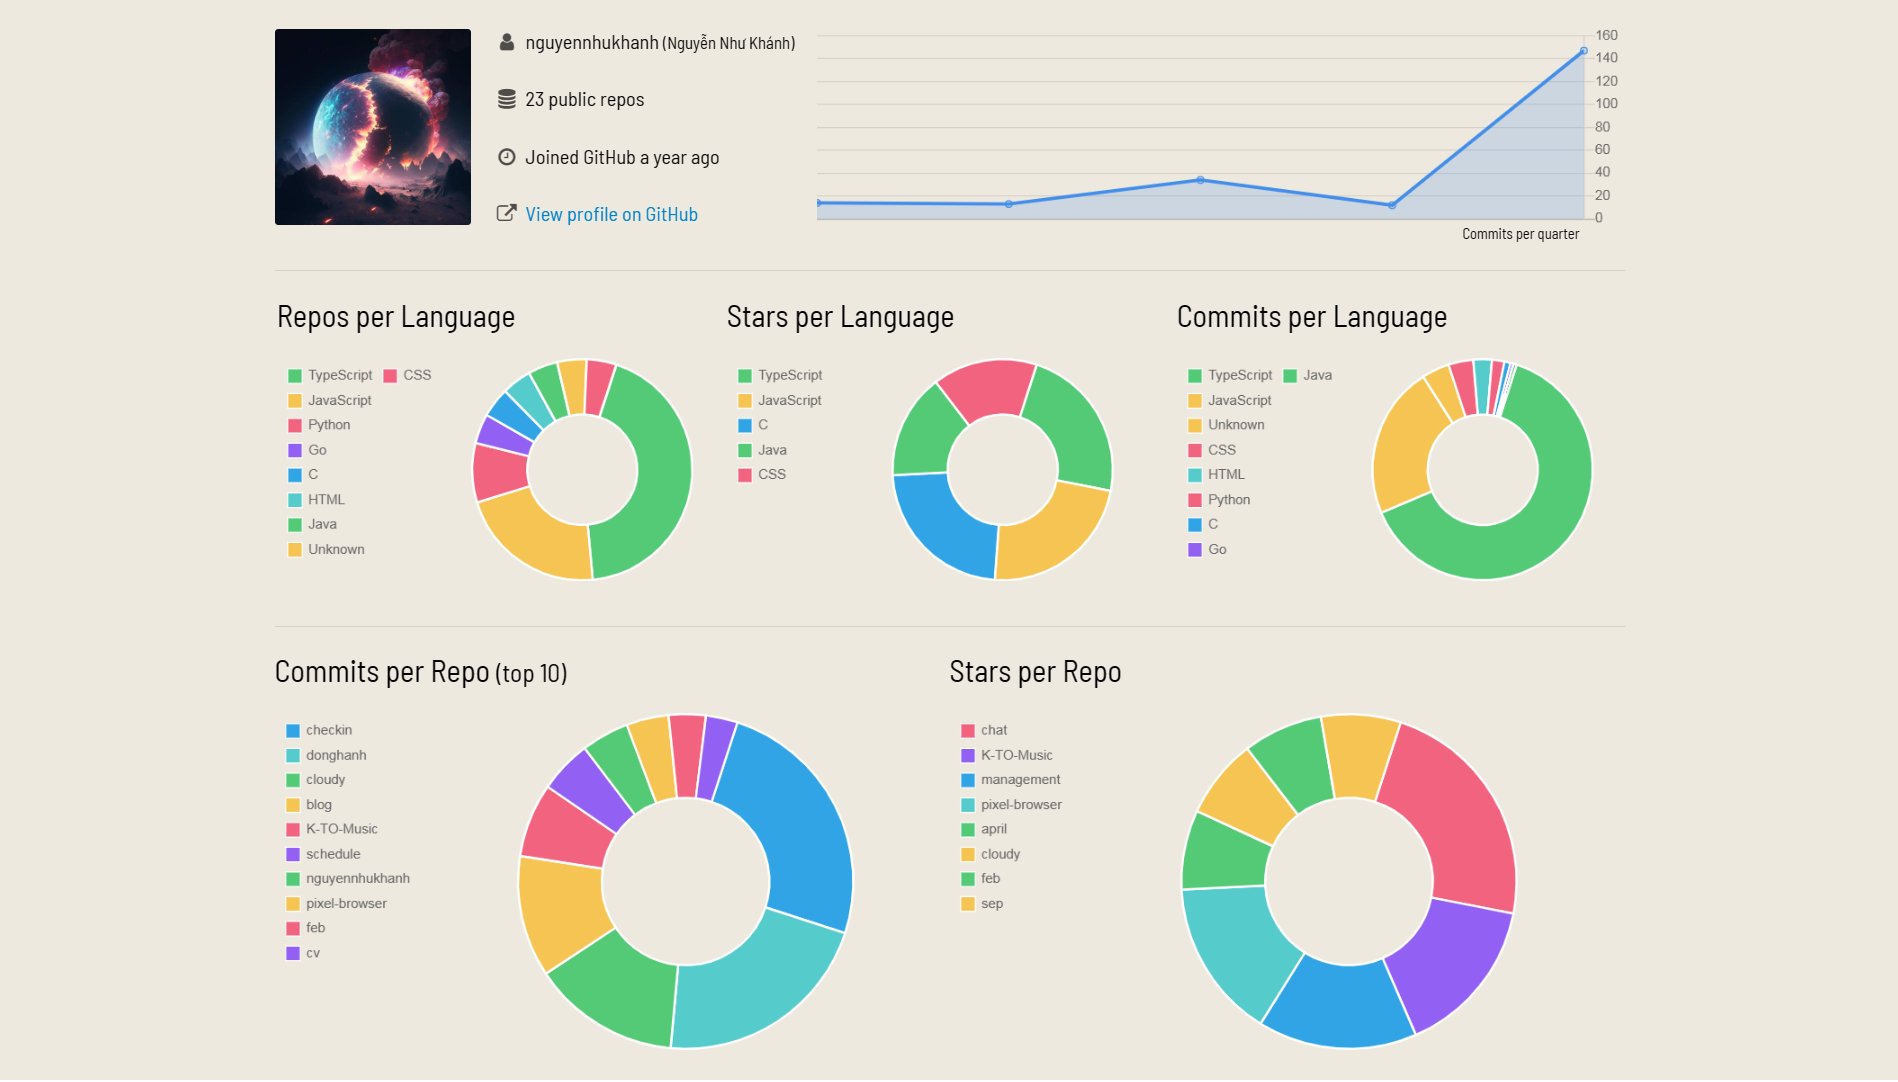 nguyennhukhanh (Nguyễn Như Khánh)
23 public repos
Joined GitHub a year ago
View profile on GitHub
160
140
120
100
80
60
40
20
0
Commits per quarter
Repos per Language
TypeScript CSS
JavaScript
Python
Go
C
HTML
Java
Unknown
Stars per Language
TypeScript
JavaScript
C
Java
CSS
Commits per Language
TypeScript Java
JavaScript
Unknown
CSS
HTML
Python
C
Go
Commits per Repo (top 10)
checkin
donghanh
cloudy
blog
K-TO-Music
schedule
nguyennhukhanh
pixel-browser
feb
cv
Stars per Repo
chat
K-TO-Music
management
pixel-browser
april
cloudy
feb
sep